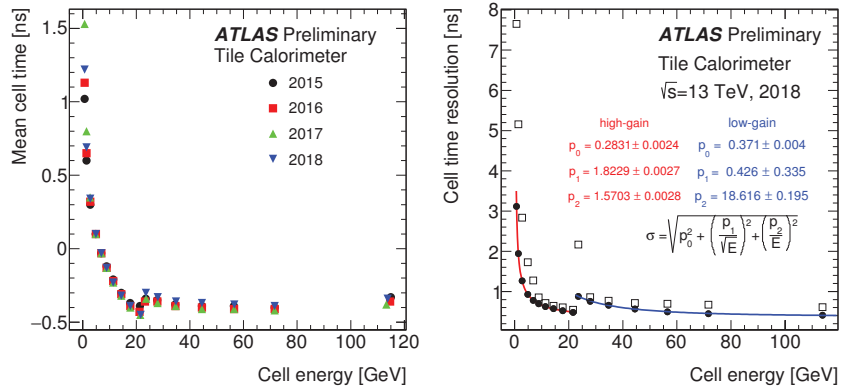 Mean cell time [ns]
1.5
1
0.5
0
−0.5
0 20 40 60 80 100 120
Cell energy [GeV]
ATLAS Preliminary
Tile Calorimeter
2015
2016
2017
2018
Cell time resolution [ns]
8
7
6
5
4
3
2
1
0 20 40 60 80 100
Cell energy [GeV]
ATLAS Preliminary
Tile Calorimeter
√s=13 TeV, 2018
high-gain low-gain
p₀ = 0.2831± 0.0024 p₀ = 0.371± 0.004
p₁ = 1.8229± 0.0027 p₁ = 0.426± 0.335
p₂ = 1.5703± 0.0028 p₂ = 18.616± 0.195
σ=√(p₀² + (p₁/√E)² + (p₂/E)²)